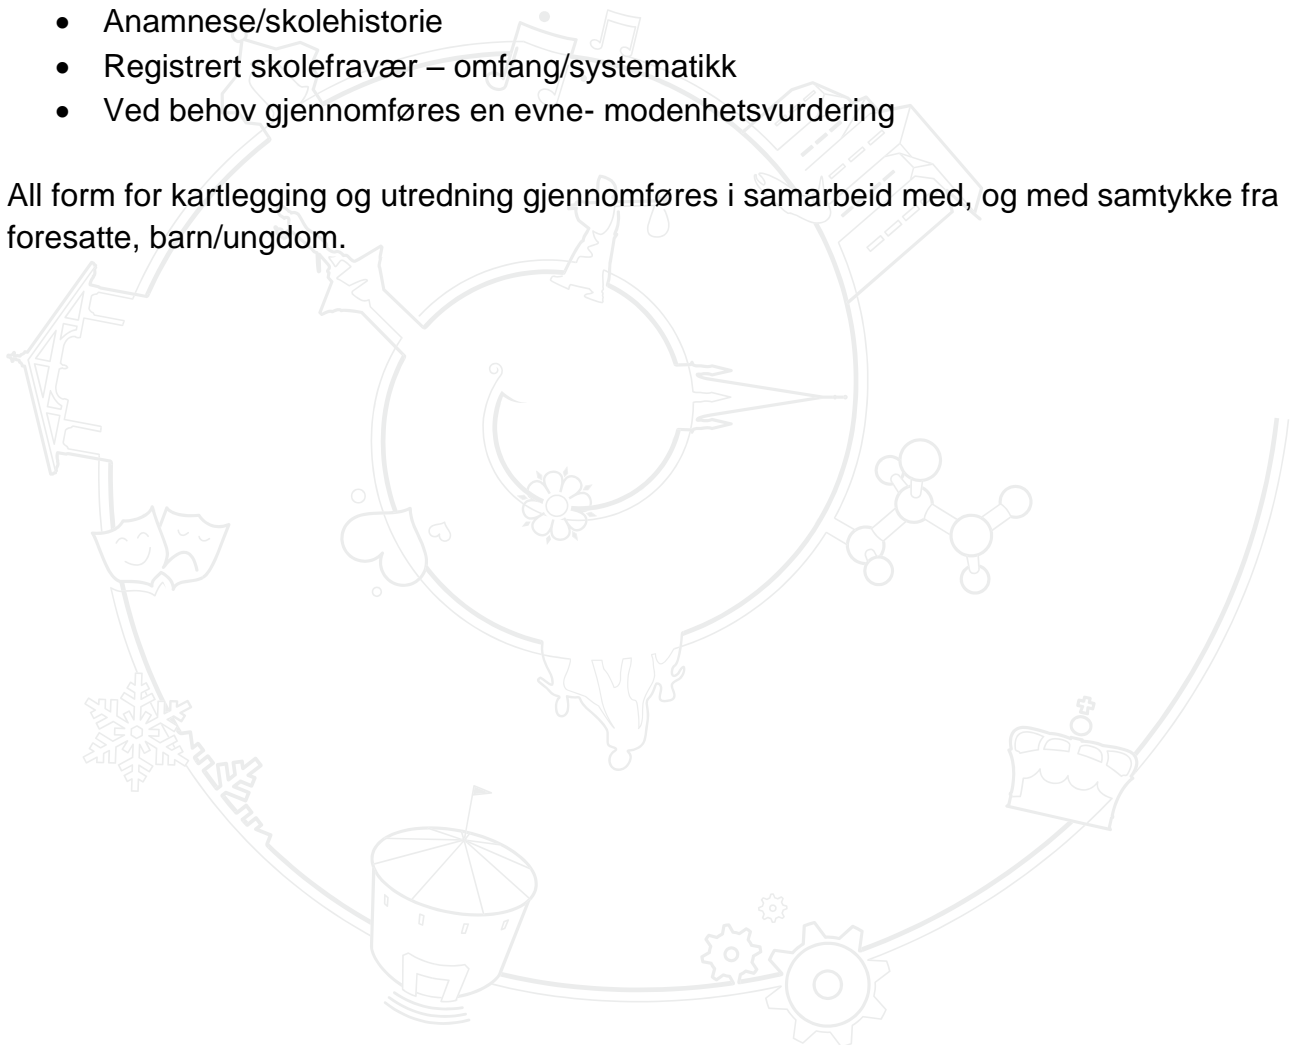 • Anamnese/skolehistorie
• Registrert skolefravær – omfang/systematikk
• Ved behov gjennomføres en evne- modenhetsvurdering
All form for kartlegging og utredning gjennomføres i samarbeid med, og med samtykke fra
foresatte, barn/ungdom.